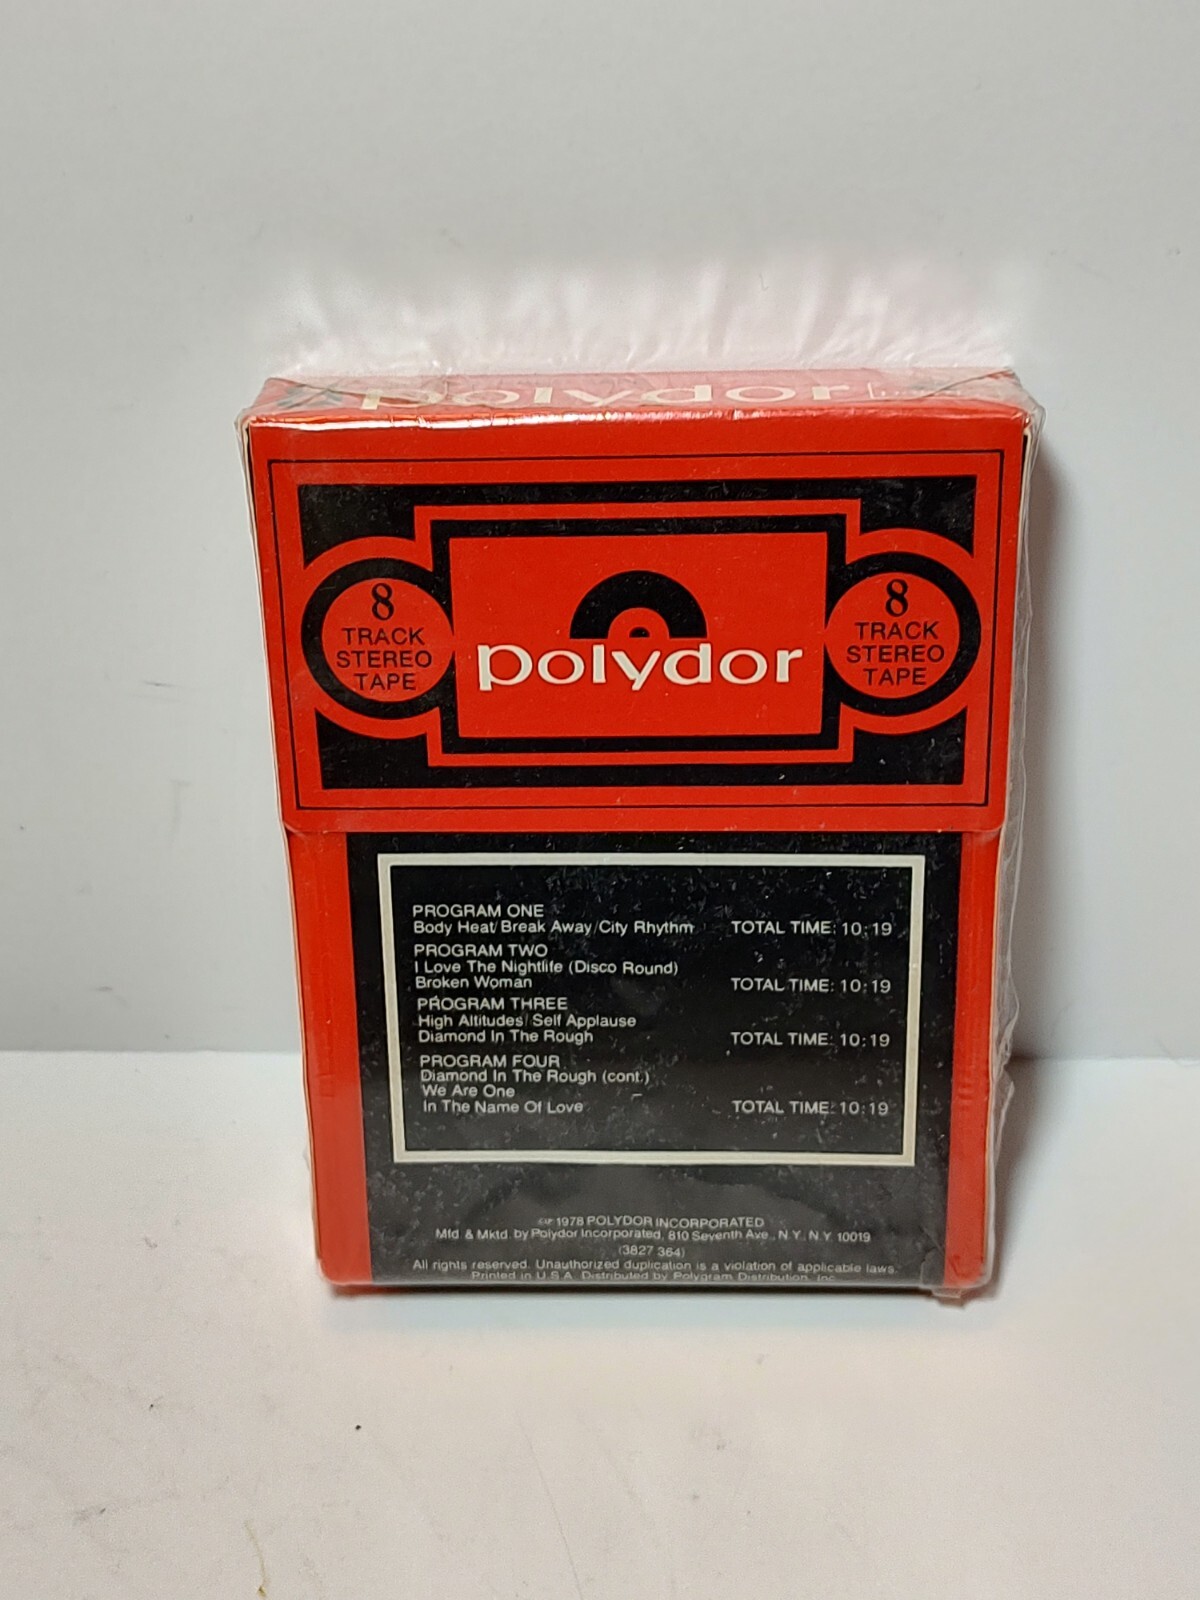 polydor
8
TRACK
STEREO
TAPE
polydor
8
TRACK
STEREO
TAPE
PROGRAM ONE
Body Heat/Break Away/City Rhythm TOTAL TIME: 10:19
PROGRAM TWO
I Love The Nightlife (Disco Round)
Broken Woman TOTAL TIME: 10:19
PROGRAM THREE
High Altitudes/Self Applause
Diamond In The Rough TOTAL TIME: 10:19
PROGRAM FOUR
Diamond In The Rough (cont.)
We Are One
In The Name Of Love TOTAL TIME: 10:19
1978 POLYDOR INCORPORATED
Mfd & Mktd by Polydor Incorporated, 810 Seventh Ave., N.Y. N.Y. 10019
(3827 364)
All rights reserved. Unauthorized duplication is a violation of applicable laws.
Printed in U.S.A. Distributed by Polygram Distribution, Inc.